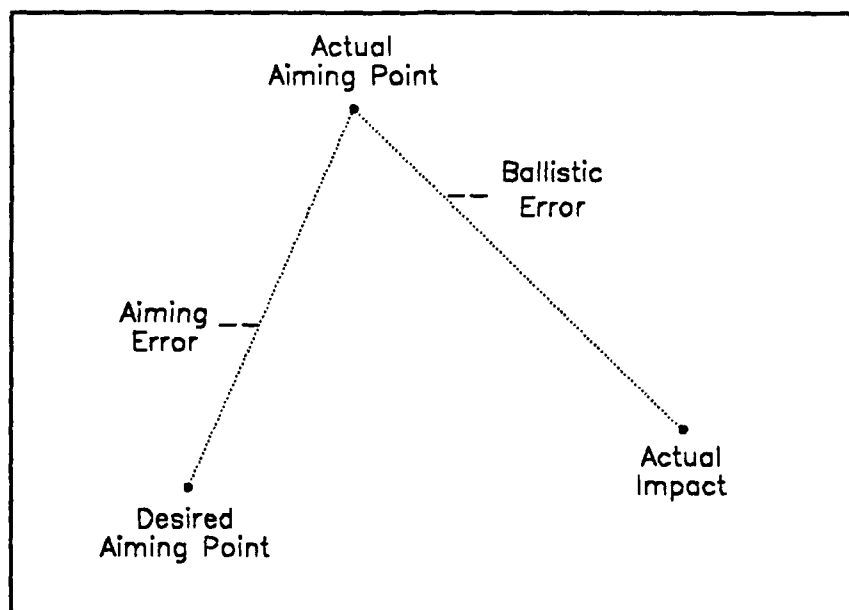 Actual
Aiming Point
Ballistic
Error
Aiming
Error
Actual
Impact
Desired
Aiming Point